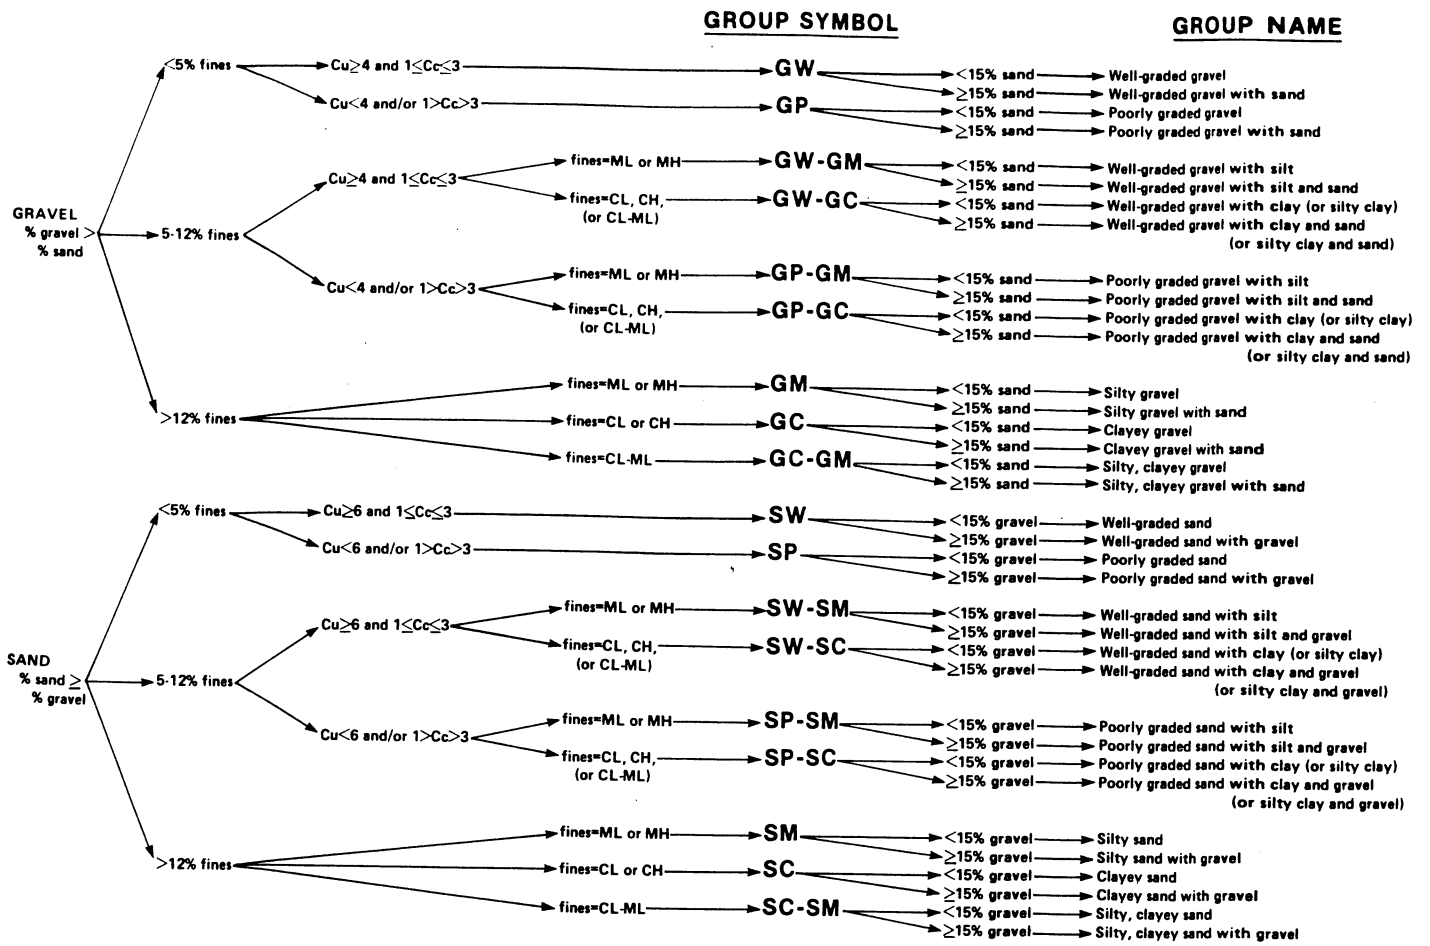 GROUP SYMBOL GROUP NAME
<5% fines Cu≥4 and 1≤Cc≤3 GW <15% sand Well-graded gravel
≥15% sand Well-graded gravel with sand
Cu<4 and/or 1>Cc>3 GP <15% sand Poorly graded gravel
≥15% sand Poorly graded gravel with sand
fines=ML or MH GW-GM <15% sand Well-graded gravel with silt
Cu≥4 and 1≤Cc≤3 ≥15% sand Well-graded gravel with silt and sand
fines=CL, CH, GW-GC <15% sand Well-graded gravel with clay (or silty clay)
(or CL-ML) ≥15% sand Well-graded gravel with clay and sand
(or silty clay and sand)
GRAVEL
% gravel > 5-12% fines
% sand
fines=ML or MH GP-GM <15% sand Poorly graded gravel with silt
Cu<4 and/or 1>Cc>3 ≥15% sand Poorly graded gravel with silt and sand
fines=CL, CH, GP-GC <15% sand Poorly graded gravel with clay (or silty clay)
(or CL-ML) ≥15% sand Poorly graded gravel with clay and sand
(or silty clay and sand)
fines=ML or MH GM <15% sand Silty gravel
≥15% sand Silty gravel with sand
>12% fines fines=CL or CH GC <15% sand Clayey gravel
≥15% sand Clayey gravel with sand
fines=CL-ML GC-GM <15% sand Silty, clayey gravel
≥15% sand Silty, clayey gravel with sand
<5% fines Cu≥6 and 1≤Cc≤3 SW <15% gravel Well-graded sand
≥15% gravel Well-graded sand with gravel
Cu<6 and/or 1>Cc>3 SP <15% gravel Poorly graded sand
≥15% gravel Poorly graded sand with gravel
fines=ML or MH SW-SM <15% gravel Well-graded sand with silt
Cu≥6 and 1≤Cc≤3 ≥15% gravel Well-graded sand with silt and gravel
fines=CL, CH, SW-SC <15% gravel Well-graded sand with clay (or silty clay)
(or CL-ML) ≥15% gravel Well-graded sand with clay and gravel
(or silty clay and gravel)
SAND
% sand ≥ 5-12% fines
% gravel
fines=ML or MH SP-SM <15% gravel Poorly graded sand with silt
Cu<6 and/or 1>Cc>3 ≥15% gravel Poorly graded sand with silt and gravel
fines=CL, CH, SP-SC <15% gravel Poorly graded sand with clay (or silty clay)
(or CL-ML) ≥15% gravel Poorly graded sand with clay and gravel
(or silty clay and gravel)
fines=ML or MH SM <15% gravel Silty sand
≥15% gravel Silty sand with gravel
>12% fines fines=CL or CH SC <15% gravel Clayey sand
≥15% gravel Clayey sand with gravel
fines=CL-ML SC-SM <15% gravel Silty, clayey sand
≥15% gravel Silty, clayey sand with gravel